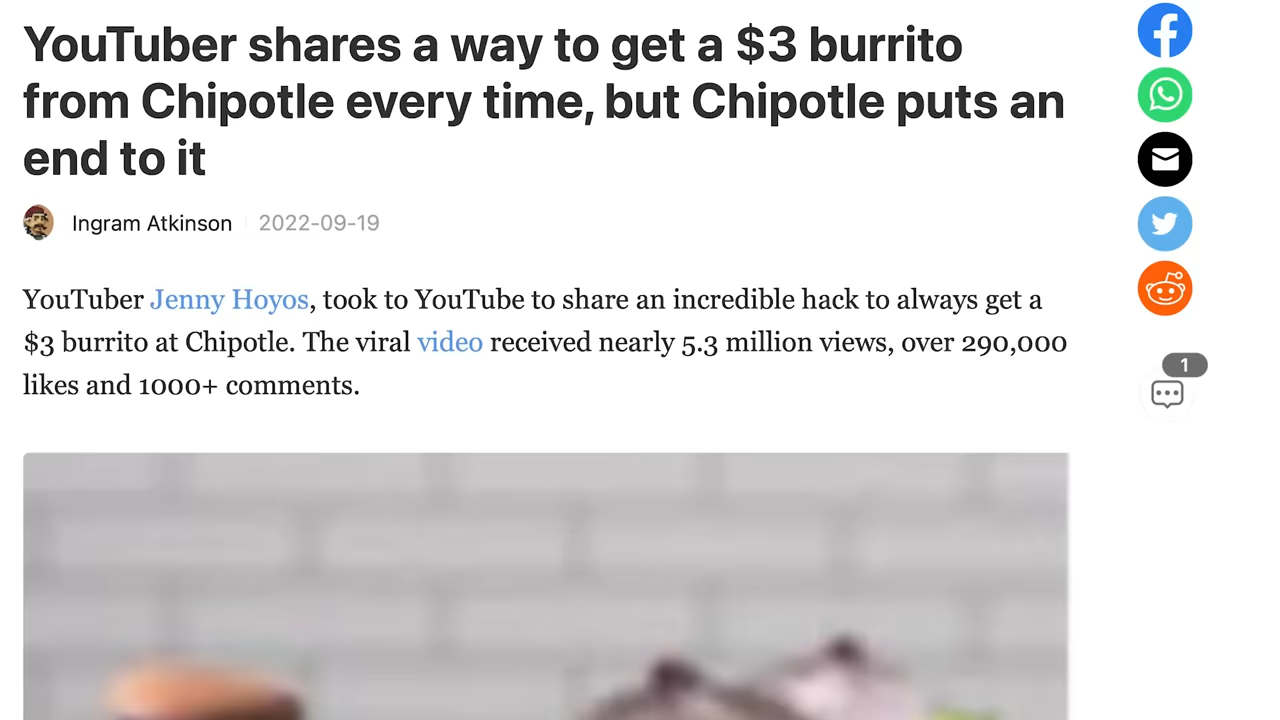 YouTuber shares a way to get a $3 burrito
from Chipotle every time, but Chipotle puts an
end to it
Ingram Atkinson 2022-09-19
YouTuber Jenny Hoyos, took to YouTube to share an incredible hack to always get a
$3 burrito at Chipotle. The viral video received nearly 5.3 million views, over 290,000
likes and 1000+ comments.
1